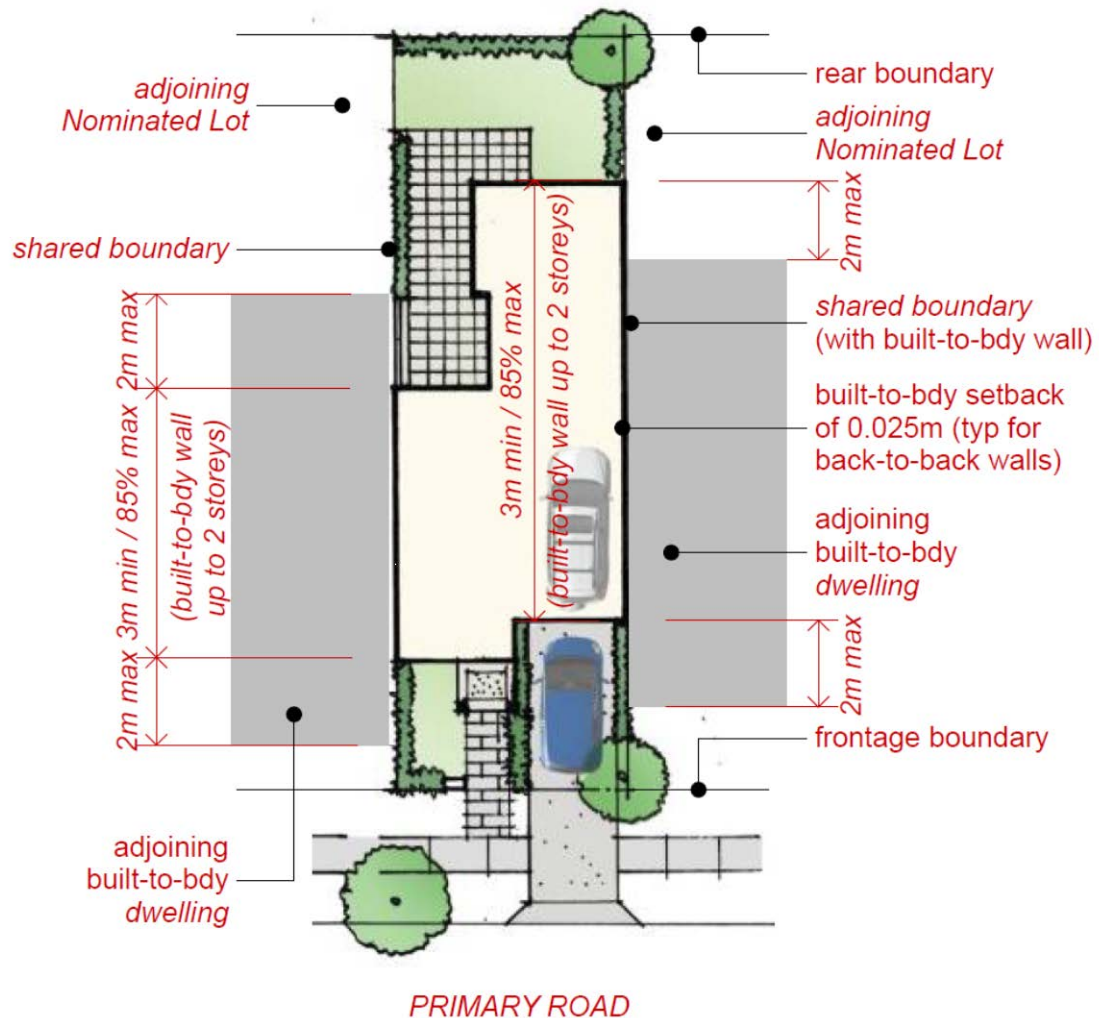 rear boundary
adjoining
Nominated Lot
adjoining
Nominated Lot
2m max
shared boundary
3m min / 85% max
(built-to-bdy wall up to 2 storeys)
2m max
shared boundary
(with built-to-bdy wall)
3m min / 85% max
(built-to-bdy wall
up to 2 storeys)
built-to-bdy setback
of 0.025m (typ for
back-to-back walls)
adjoining
built-to-bdy
dwelling
2m max
2m max
frontage boundary
adjoining
built-to-bdy
dwelling
PRIMARY ROAD